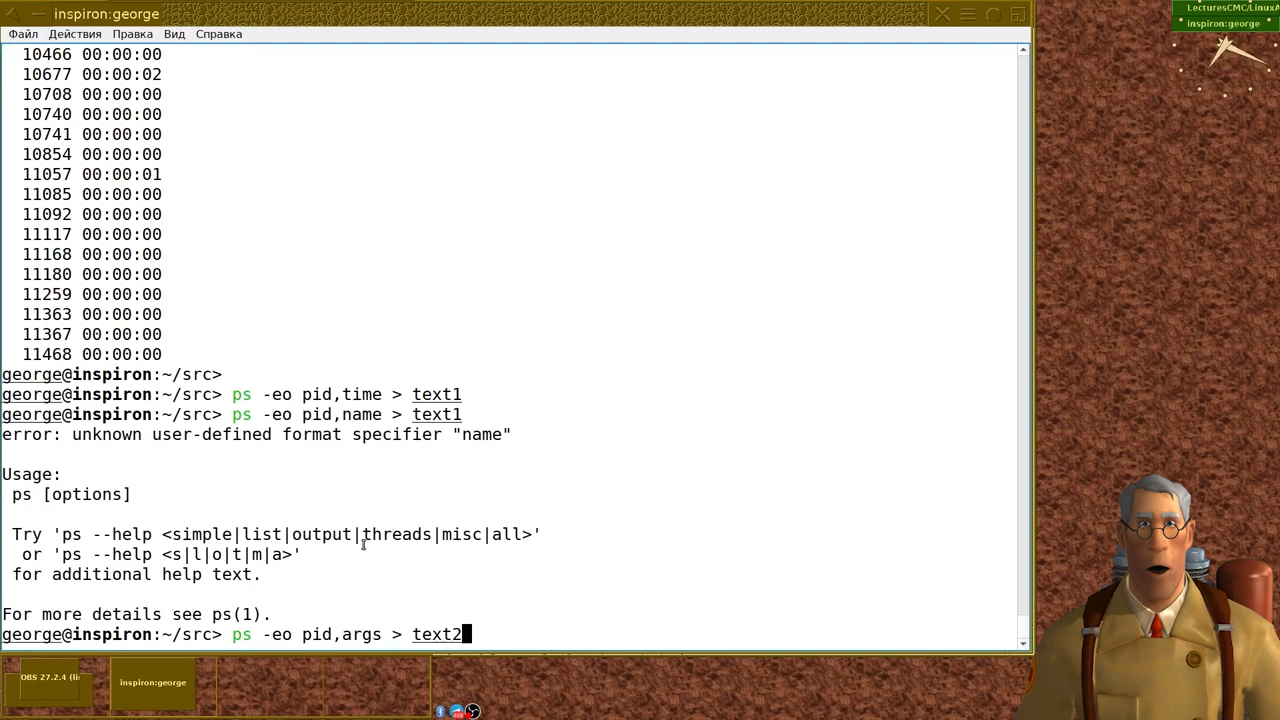 inspiron:george
Файл Действия Правка Вид Справка
10466 00:00:00
10677 00:00:02
10708 00:00:00
10740 00:00:00
10741 00:00:00
10854 00:00:00
11057 00:00:01
11085 00:00:00
11092 00:00:00
11117 00:00:00
11168 00:00:00
11180 00:00:00
11259 00:00:00
11363 00:00:00
11367 00:00:00
11468 00:00:00
george@inspiron:~/src>
george@inspiron:~/src> ps -eo pid,time > text1
george@inspiron:~/src> ps -eo pid,name > text1
error: unknown user-defined format specifier "name"
Usage:
ps [options]
Try 'ps --help <simple|list|output|threads|misc|all>'
or 'ps --help <s|l|o|t|m|a>'
for additional help text.
For more details see ps(1).
george@inspiron:~/src> ps -eo pid,args > text2
LecturesCMC/LinuxA
inspiron:george
OBS 27.2.4 (li
inspiron:george